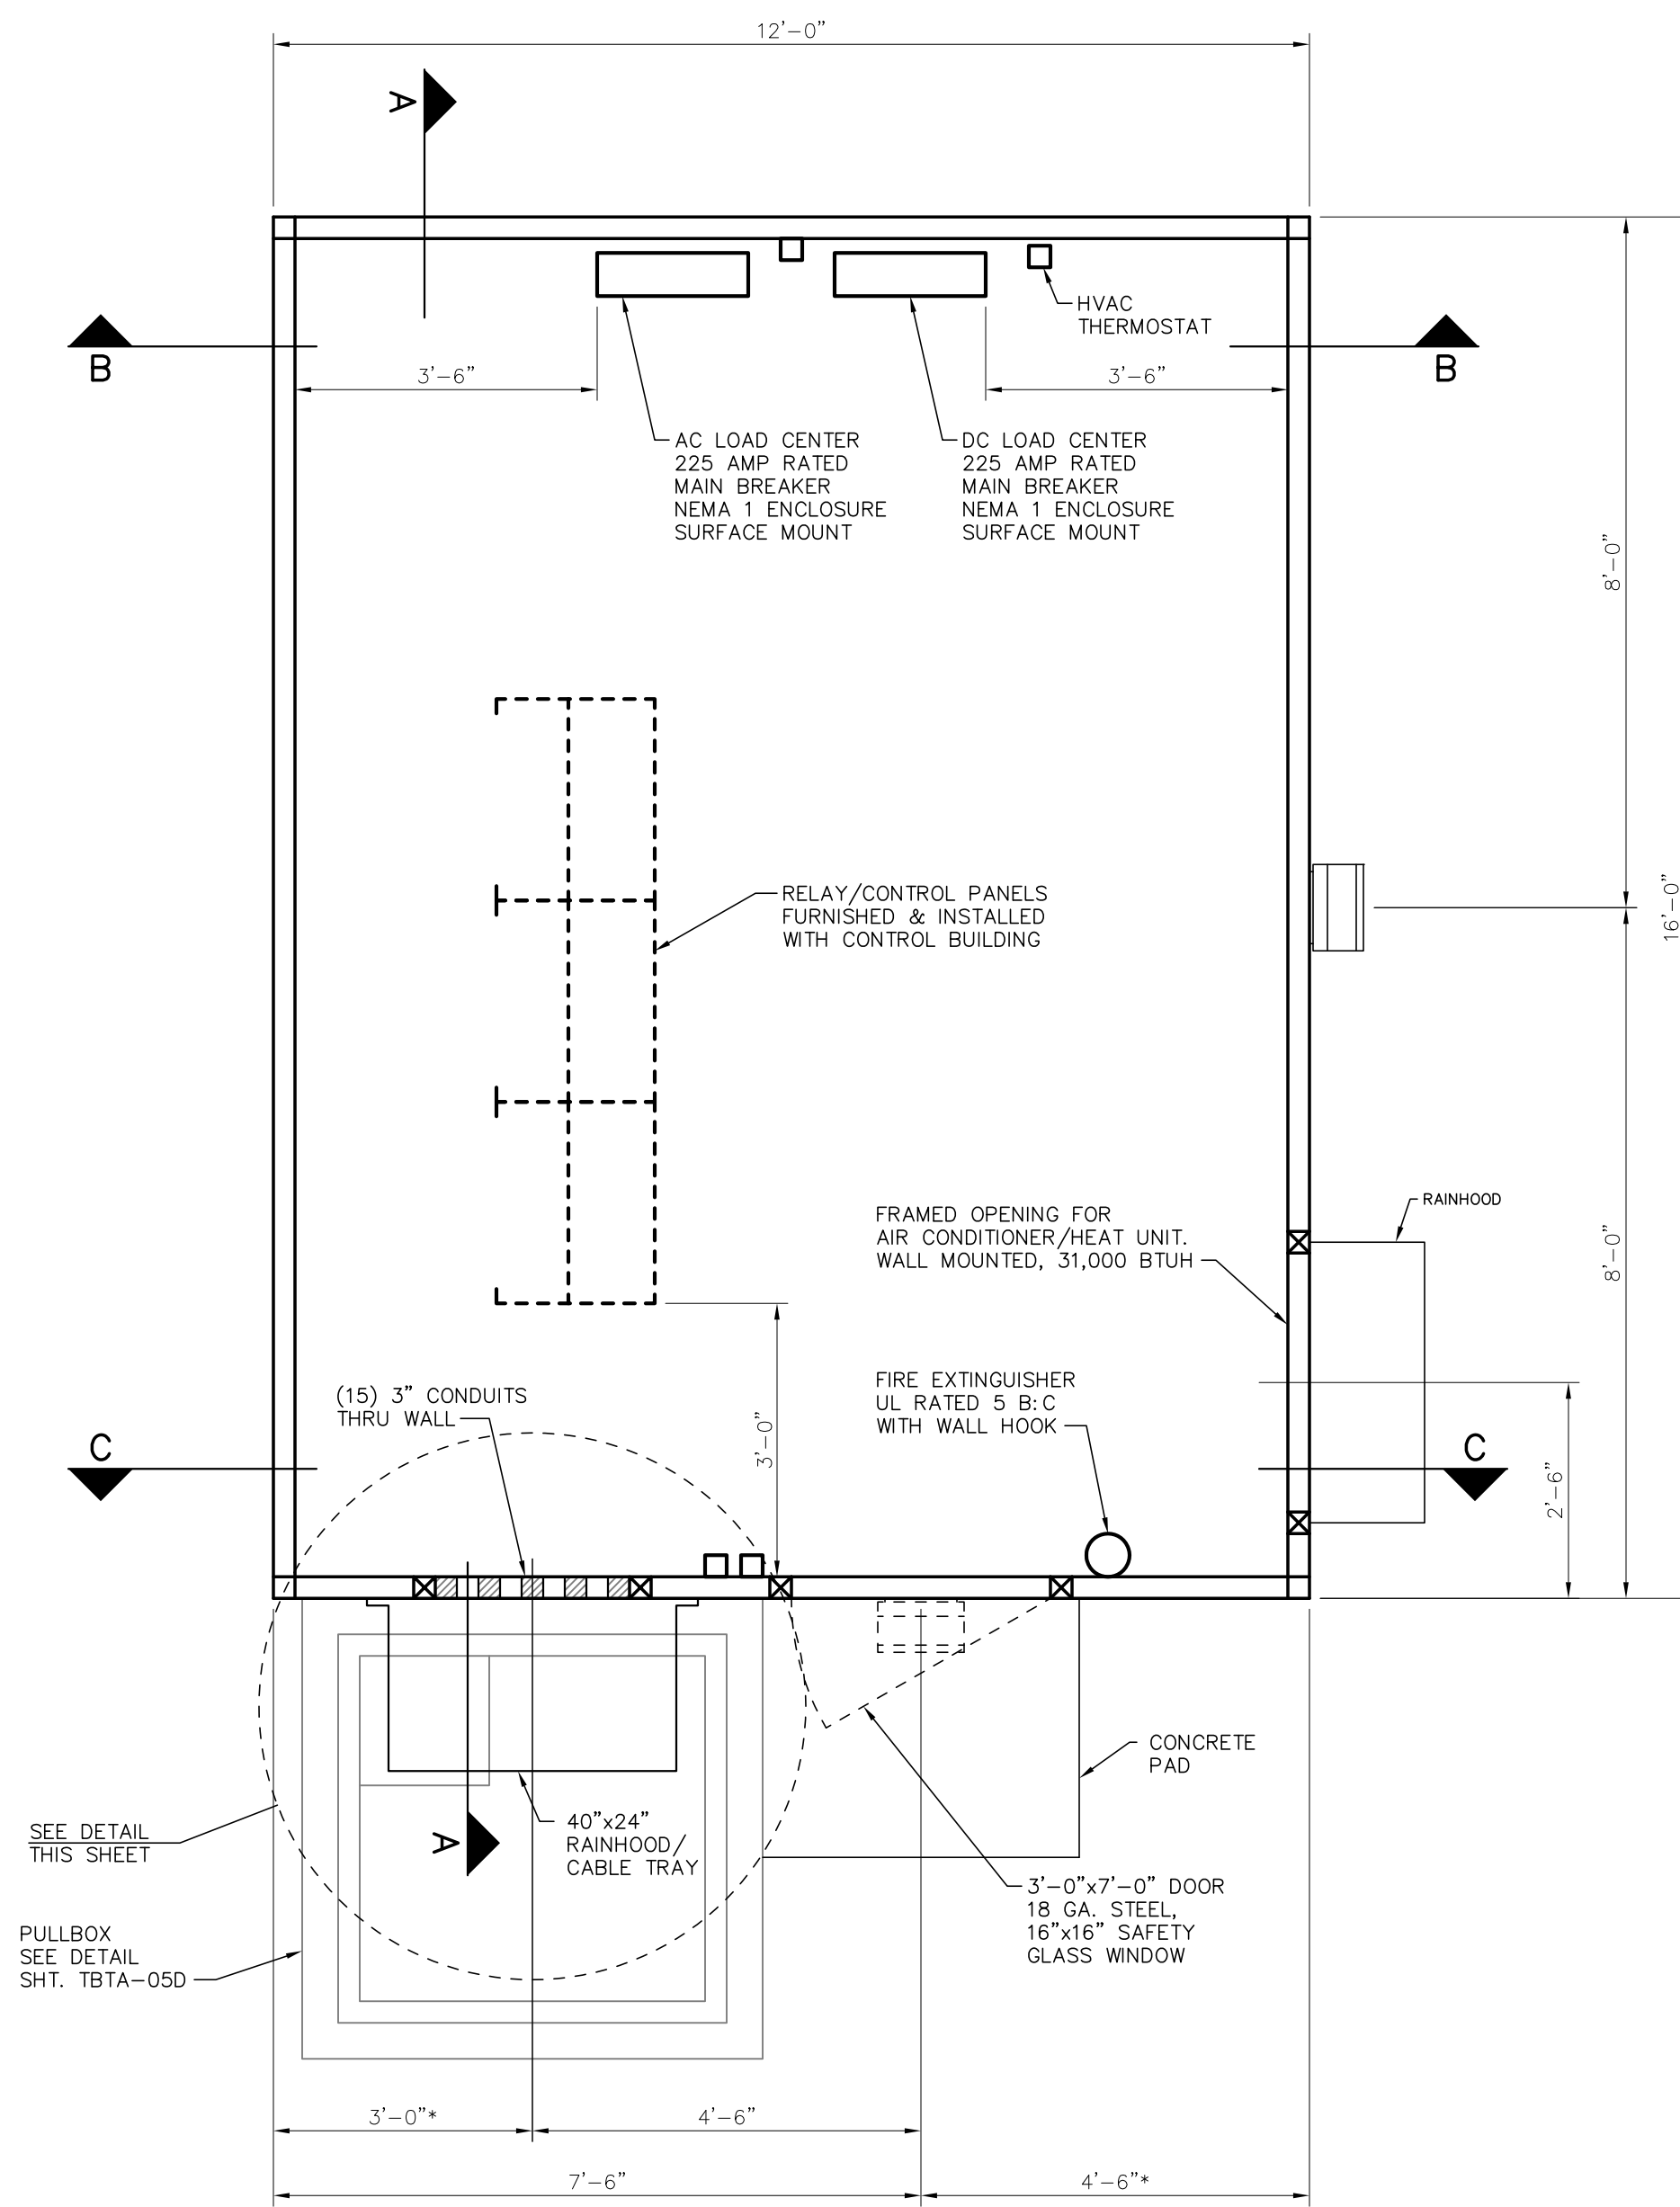 12'-0"
A
B
B
HVAC
THERMOSTAT
3'-6"
3'-6"
AC LOAD CENTER
225 AMP RATED
MAIN BREAKER
NEMA 1 ENCLOSURE
SURFACE MOUNT
DC LOAD CENTER
225 AMP RATED
MAIN BREAKER
NEMA 1 ENCLOSURE
SURFACE MOUNT
8'-0"
16'-0"
RELAY/CONTROL PANELS
FURNISHED & INSTALLED
WITH CONTROL BUILDING
RAINHOOD
FRAMED OPENING FOR
AIR CONDITIONER/HEAT UNIT.
WALL MOUNTED, 31,000 BTUH
8'-0"
(15) 3" CONDUITS
THRU WALL
3'-0"
FIRE EXTINGUISHER
UL RATED 5 B:C
WITH WALL HOOK
C
C
2'-6"
CONCRETE
PAD
SEE DETAIL
THIS SHEET
A
40"x24"
RAINHOOD/
CABLE TRAY
3'-0"x7'-0" DOOR
18 GA. STEEL,
16"x16" SAFETY
GLASS WINDOW
PULLBOX
SEE DETAIL
SHT. TBTA-05D
3'-0"*
4'-6"
7'-6"
4'-6"*